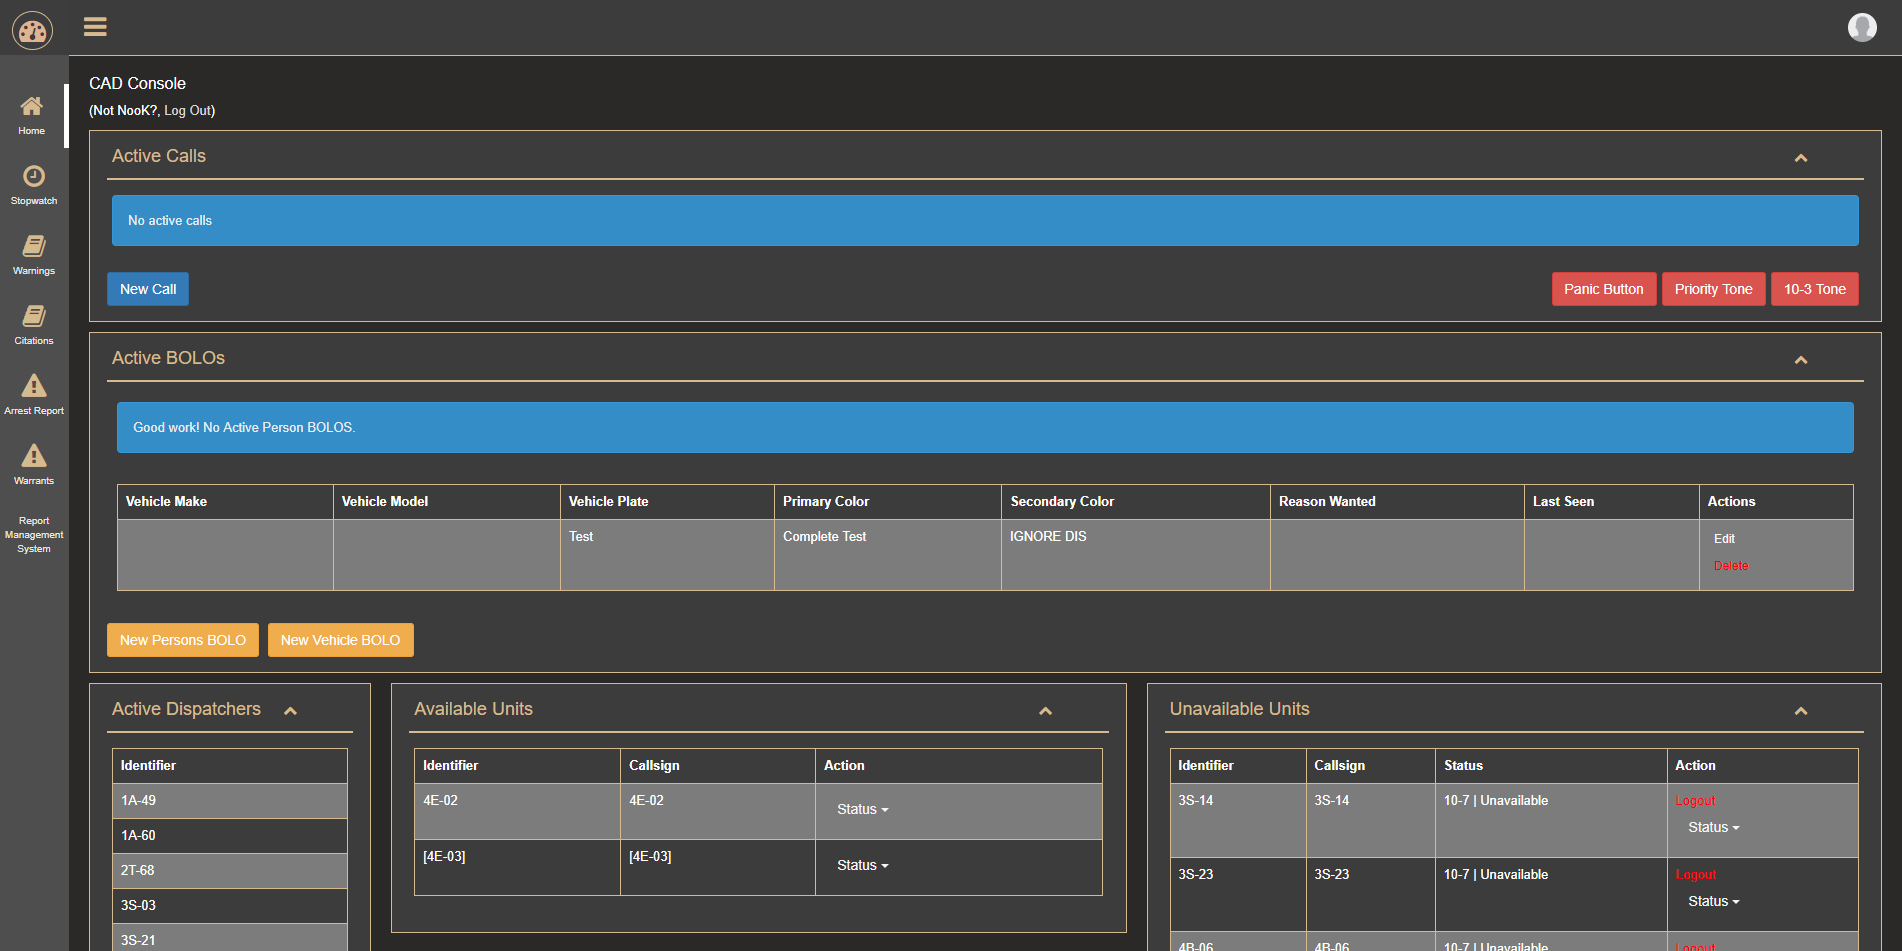 CAD Console
(Not NooK?, Log Out)
Home
Stopwatch
Warnings
Citations
Arrest Report
Warrants
Report
Management
System
Active Calls
No active calls
New Call Panic Button Priority Tone 10-3 Tone
Active BOLOs
Good work! No Active Person BOLOS.
Vehicle Make Vehicle Model Vehicle Plate Primary Color Secondary Color Reason Wanted Last Seen Actions
Test Complete Test IGNORE DIS Edit
Delete
New Persons BOLO New Vehicle BOLO
Active Dispatchers
Identifier
1A-49
1A-60
2T-68
3S-03
3S-21
Available Units
Identifier Callsign Action
4E-02 4E-02 Status
[4E-03] [4E-03] Status
Unavailable Units
Identifier Callsign Status Action
3S-14 3S-14 10-7 | Unavailable Logout
Status
3S-23 3S-23 10-7 | Unavailable Logout
Status
4B-06 4B-06 10-7 | Unavailable Logout